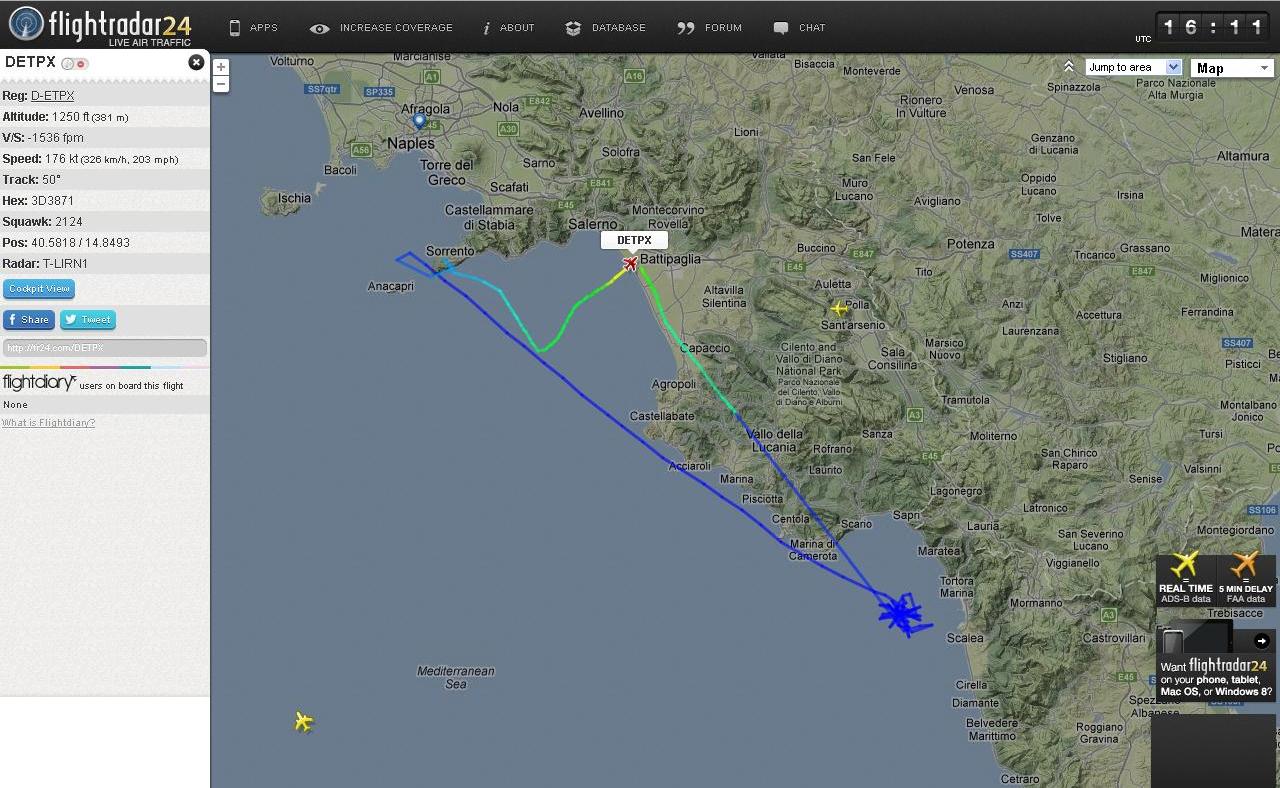 flightradar24
LIVE AIR TRAFFIC
APPS
INCREASE COVERAGE
ABOUT
DATABASE
FORUM
CHAT
UTC
16:11
DETPX
Reg: D-ETPX
Altitude: 1250 ft (381 m)
V/S: -1536 fpm
Speed: 176 kt (326 km/h, 203 mph)
Track: 50°
Hex: 3D3871
Squawk: 2124
Pos: 40.5818 / 14.8493
Radar: T-LIRN1
Cockpit View
Share
Tweet
http://fr24.com/DETPX
flightdiary users on board this flight
None
What is Flightdiary?
+
−
Jump to area
Map
Volturno
Marcianise
Vallata
Bisaccia
Monteverde
Venosa
Spinazzola
Parco Nazionale
Alta Murgia
A1
A16
SS7qtr
SP335
Afragola
Nola
E842
Avellino
Rionero
In Vulture
E45
A30
Lioni
Genzano
di Lucania
A56
Naples
Solofra
Altamura
Torre del
Greco
Sarno
San Fele
Bacoli
Oppido
Lucano
Scafati
E841
Muro
Lucano
Avigliano
Irsina
Ischia
Castellammare
di Stabia
E45
Montecorvino
Rovella
Tolve
Salerno
Matera
DETPX
Potenza
Buccino
E847
SS407
Tricarico
Grassano
Sorrento
Battipaglia
E45
E847
Miglionico
Anacapri
Altavilla
Silentina
Auletta
Polla
Anzi
Accettura
Ferrandina
Sant'arsenio
Laurenzana
Capaccio
Cilento and
Vallo di Diano
National Park
Parco Nazionale
del Cilento, Vallo
di Diano e Alburni
Sala
Consilina
Marsico
Nuovo
Stigliano
SS407
Pisticci
Agropoli
Tramutola
Montalbano
Jonico
Castellabate
A3
Vallo della
Lucania
Sanza
Moliterno
Tursi
Rofrano
E45
San Chirico
Raparo
Acciaroli
Laurito
Valsinni
Marina
Lagonegro
Senise
Pisciotta
Latronico
SS106
Centola
Scario
Sapri
Lauria
San Severino
Lucano
Montegiordano
Marina di
Camerota
Maratea
Viggianello
Tortora
Marina
REAL TIME
ADS-B data
5 MIN DELAY
FAA data
Mormanno
A3
Trebisacce
Scalea
Castrovillari
Want flightradar24
on your phone, tablet,
Mac OS, or Windows 8?
Mediterranean
Sea
E45
Cirella
Diamante
Spezzano
Albanese
Belvedere
Marittimo
Roggiano
Gravina
Cetraro